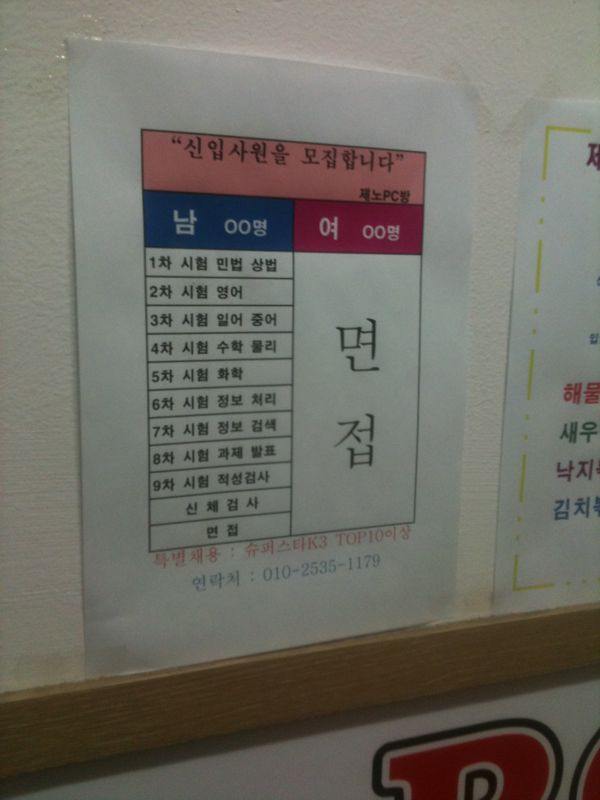 “신입사원을 모집합니다”
제노PC방
남 OO명
여 OO명
1차 시험 민법 상법
2차 시험 영어
3차 시험 일어 중어
4차 시험 수학 물리
5차 시험 화학
6차 시험 정보 처리
7차 시험 정보 검색
8차 시험 과제 발표
9차 시험 적성검사
신 체 검 사
면 접
면
접
특별채용 : 슈퍼스타K3 TOP10이상
연락처 : 010-2535-1179
제
해물
새우
낙지
김치